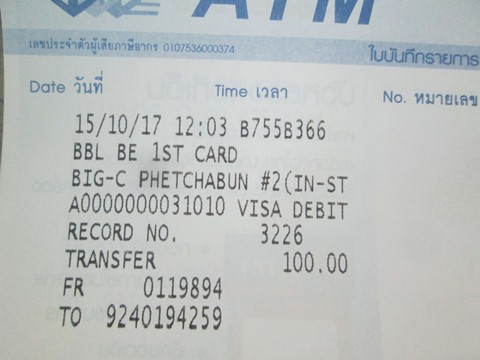 ATM
เลขประจำตัวผู้เสียภาษีอากร 0107536000374
ใบบันทึกรายการ
Date วันที่ Time เวลา No. หมายเลข
15/10/17 12:03 B755B366
BBL BE 1ST CARD
BIG-C PHETCHABUN #2(IN-ST
A0000000031010 VISA DEBIT
RECORD NO. 3226
TRANSFER 100.00
FR 0119894
TO 9240194259